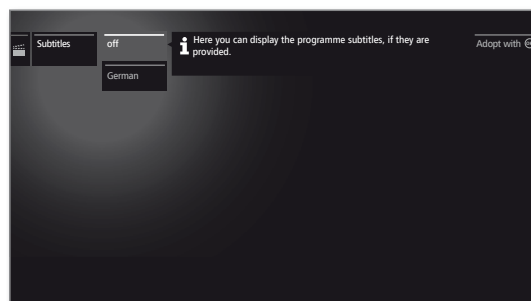 Subtitles
off
Here you can display the programme subtitles, if they are
provided.
Adopt with
German